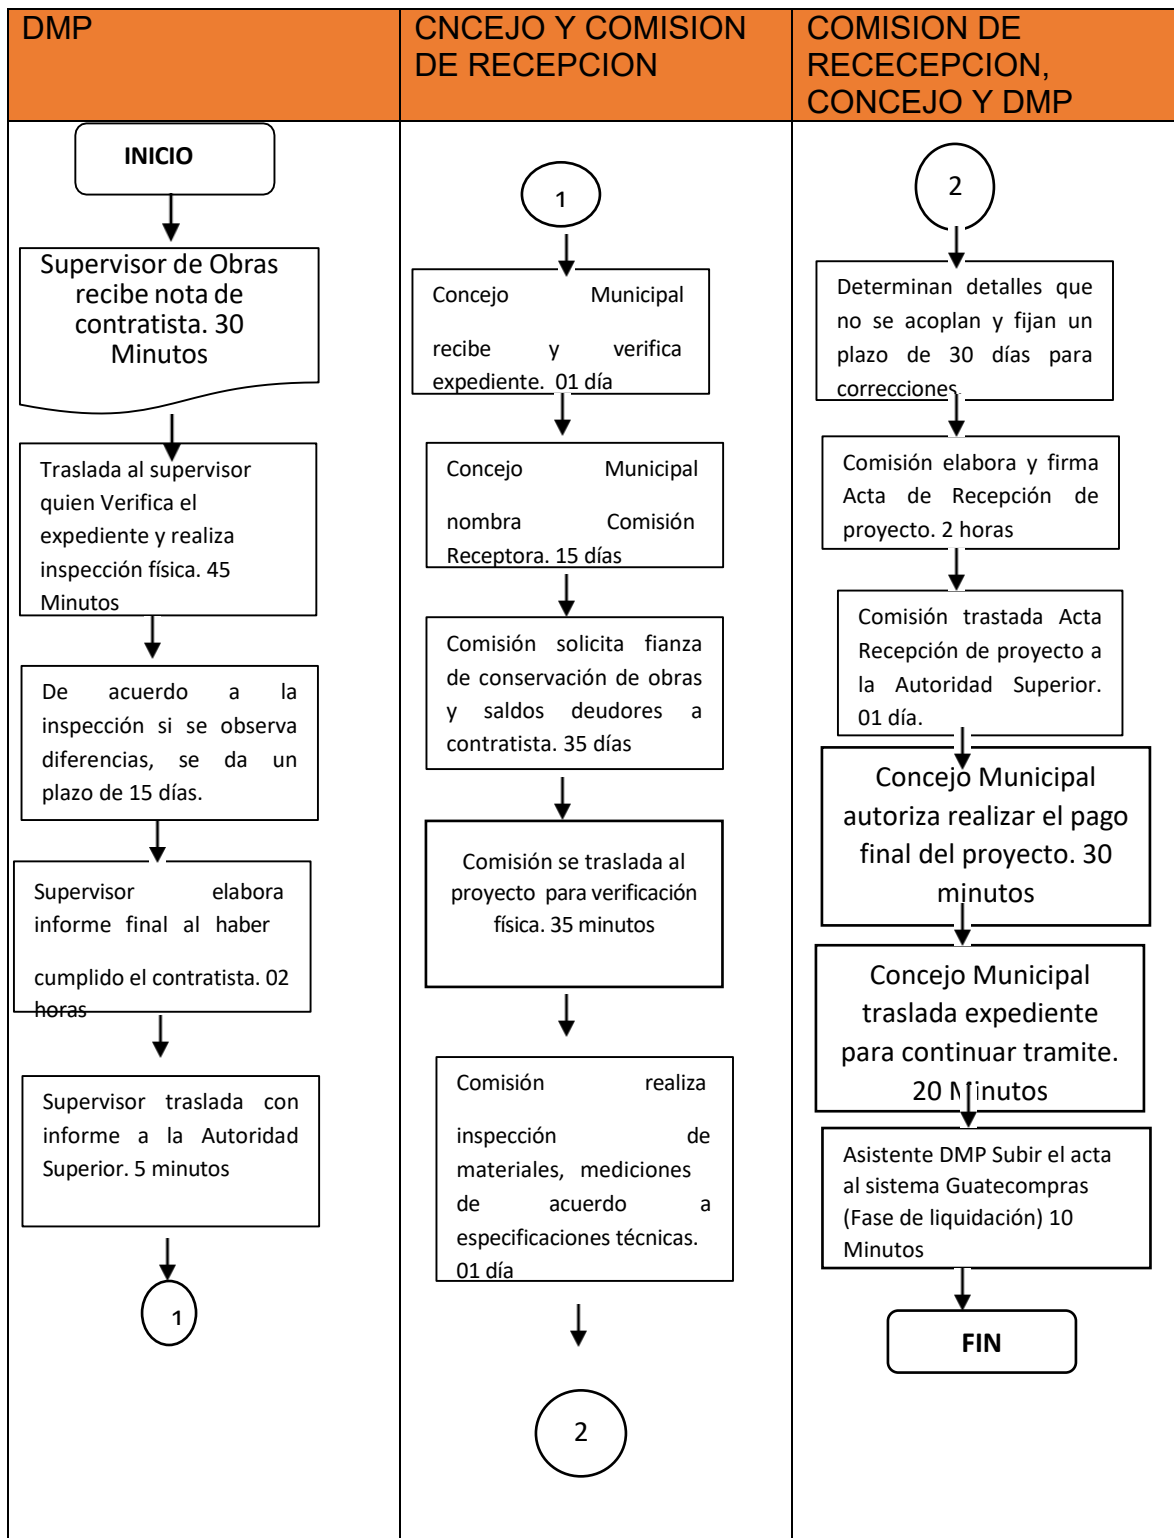 DMP
CNCEJO Y COMISION
DE RECEPCION
COMISION DE
RECECEPCION,
CONCEJO Y DMP
INICIO
Supervisor de Obras
recibe nota de
contratista. 30
Minutos
Traslada al supervisor
quien Verifica el
expediente y realiza
inspección física. 45
Minutos
De acuerdo a la
inspección si se observa
diferencias, se da un
plazo de 15 días.
Supervisor elabora
informe final al haber
cumplido el contratista. 02
horas
Supervisor traslada con
informe a la Autoridad
Superior. 5 minutos
1
1
Concejo Municipal
recibe y verifica
expediente. 01 día
Concejo Municipal
nombra Comisión
Receptora. 15 días
Comisión solicita fianza
de conservación de obras
y saldos deudores a
contratista. 35 días
Comisión se traslada al
proyecto para verificación
física. 35 minutos
Comisión realiza
inspección de
materiales, mediciones
de acuerdo a
especificaciones técnicas.
01 día
2
2
Determinan detalles que
no se acoplan y fijan un
plazo de 30 días para
correcciones.
Comisión elabora y firma
Acta de Recepción de
proyecto. 2 horas
Comisión trastada Acta
Recepción de proyecto a
la Autoridad Superior.
01 día.
Concejo Municipal
autoriza realizar el pago
final del proyecto. 30
minutos
Concejo Municipal
traslada expediente
para continuar tramite.
20 Minutos
Asistente DMP Subir el acta
al sistema Guatecompras
(Fase de liquidación) 10
Minutos
FIN